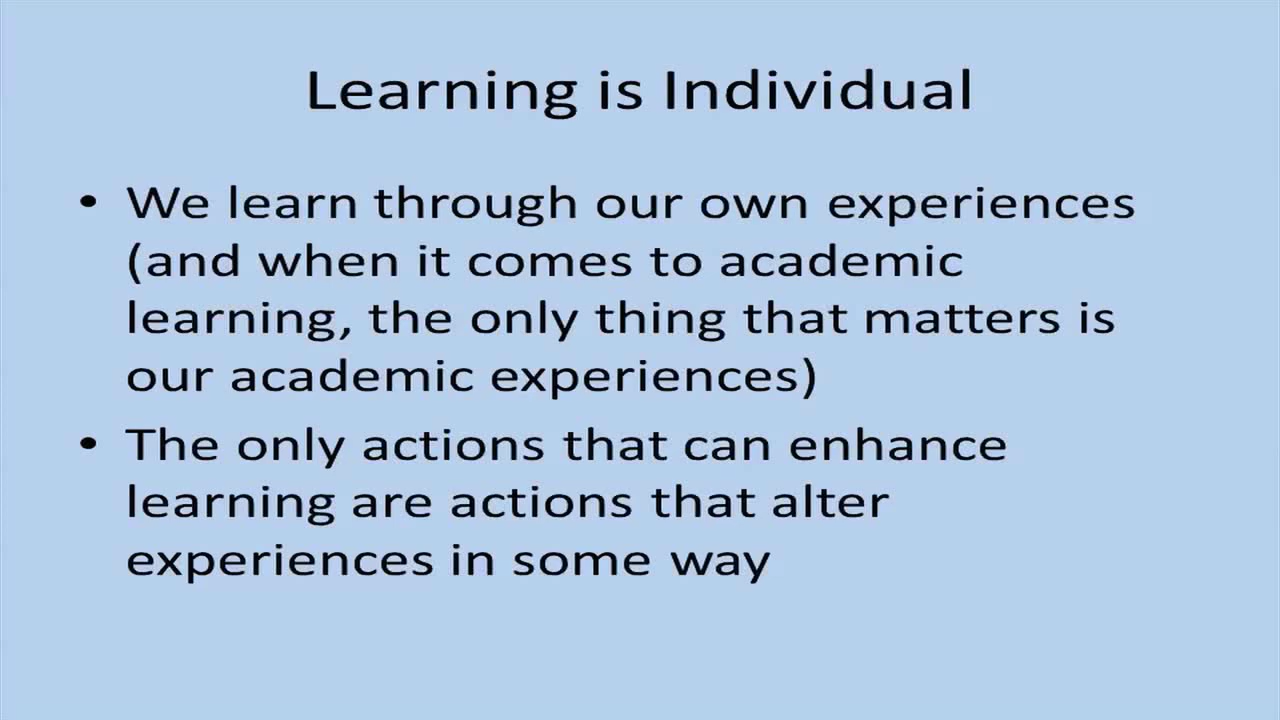 Learning is Individual
• We learn through our own experiences
(and when it comes to academic
learning, the only thing that matters is
our academic experiences)
• The only actions that can enhance
learning are actions that alter
experiences in some way